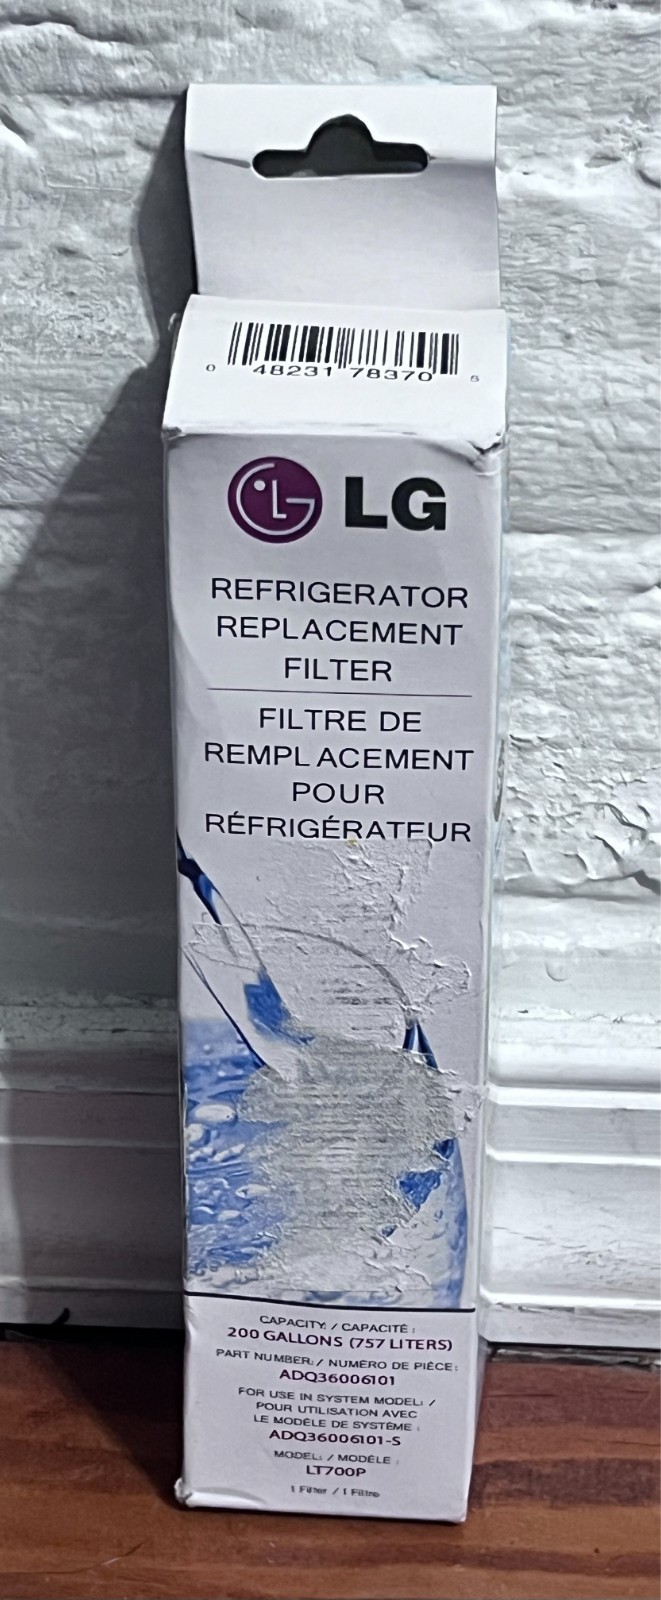 0 48231 78370 5
LG
REFRIGERATOR
REPLACEMENT
FILTER
FILTRE DE
REMPLACEMENT
POUR
RÉFRIGÉRATEUR
CAPACITY: / CAPACITÉ :
200 GALLONS (757 LITERS)
PART NUMBER: / NUMÉRO DE PIÈCE:
ADQ36006101
FOR USE IN SYSTEM MODEL: /
POUR UTILISATION AVEC
LE MODÈLE DE SYSTÈME :
ADQ36006101-S
MODEL: / MODÈLE :
LT700P
1 Filter / 1 Filtre